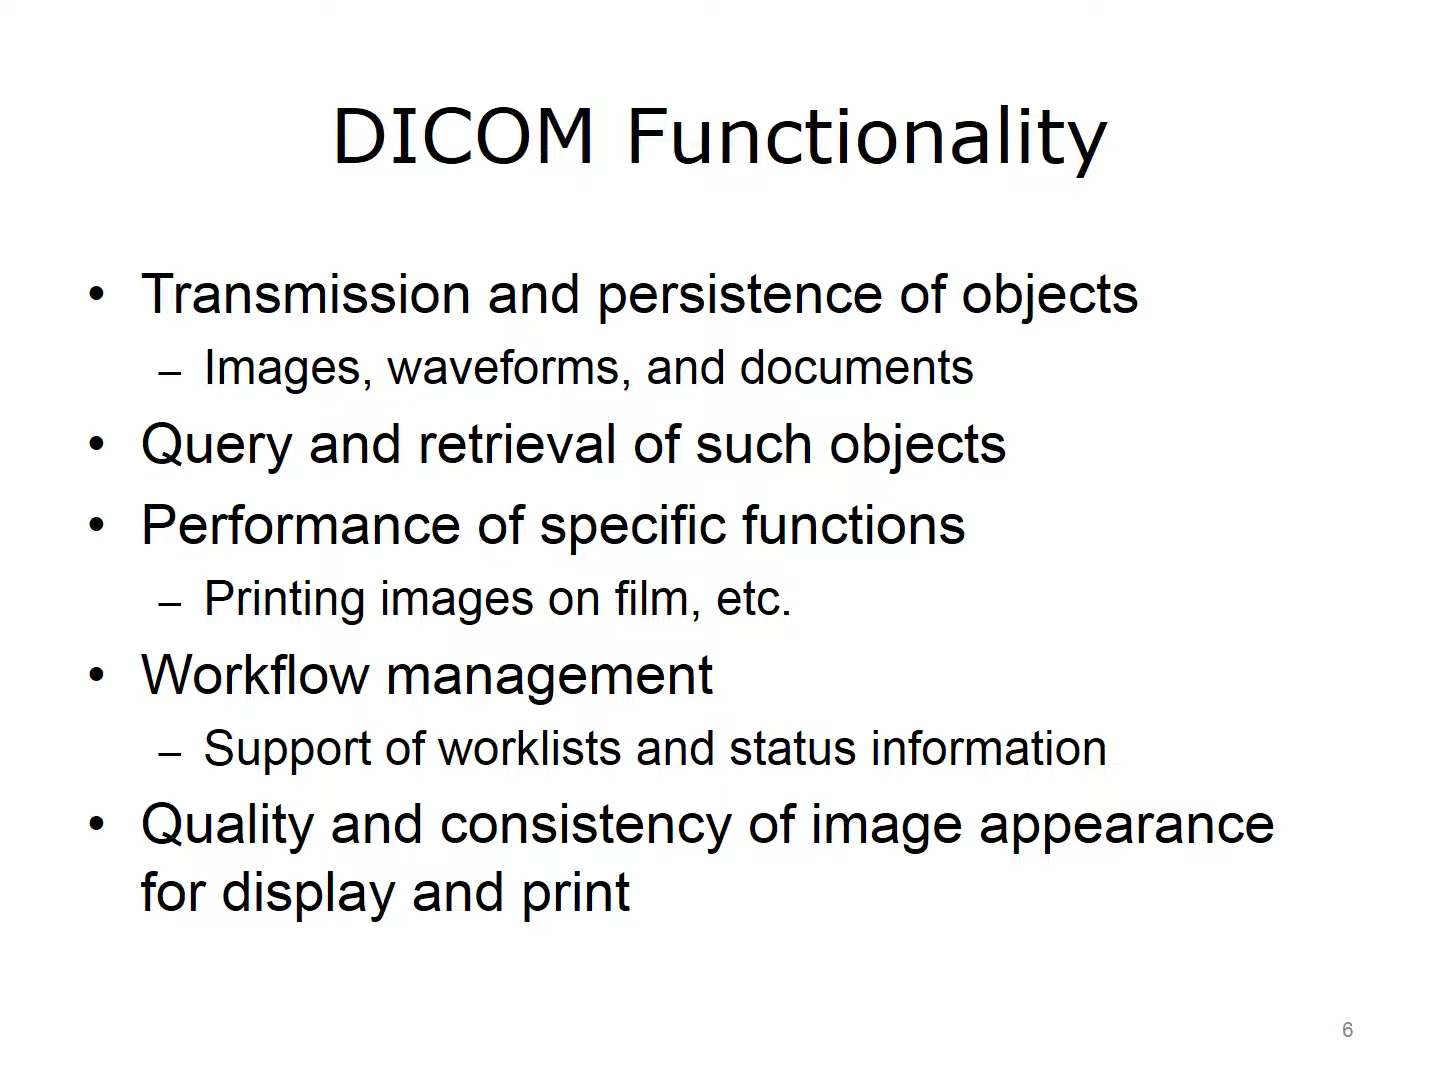 DICOM Functionality
• Transmission and persistence of objects
– Images, waveforms, and documents
• Query and retrieval of such objects
• Performance of specific functions
– Printing images on film, etc.
• Workflow management
– Support of worklists and status information
• Quality and consistency of image appearance
for display and print
6